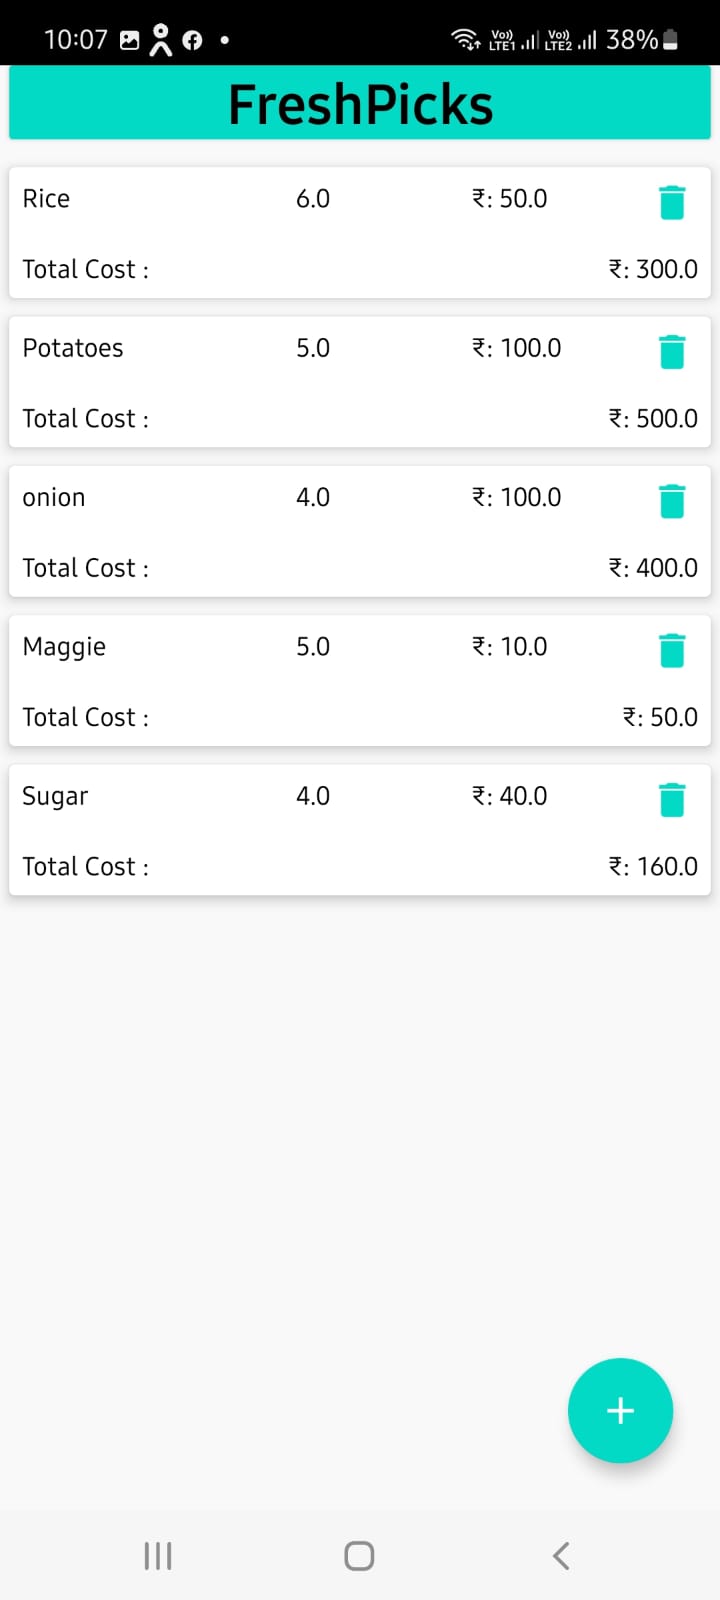 10:07 Vo)) LTE1 Vo)) LTE2 38%
FreshPicks
Rice 6.0 ₹: 50.0
Total Cost : ₹: 300.0
Potatoes 5.0 ₹: 100.0
Total Cost : ₹: 500.0
onion 4.0 ₹: 100.0
Total Cost : ₹: 400.0
Maggie 5.0 ₹: 10.0
Total Cost : ₹: 50.0
Sugar 4.0 ₹: 40.0
Total Cost : ₹: 160.0
+